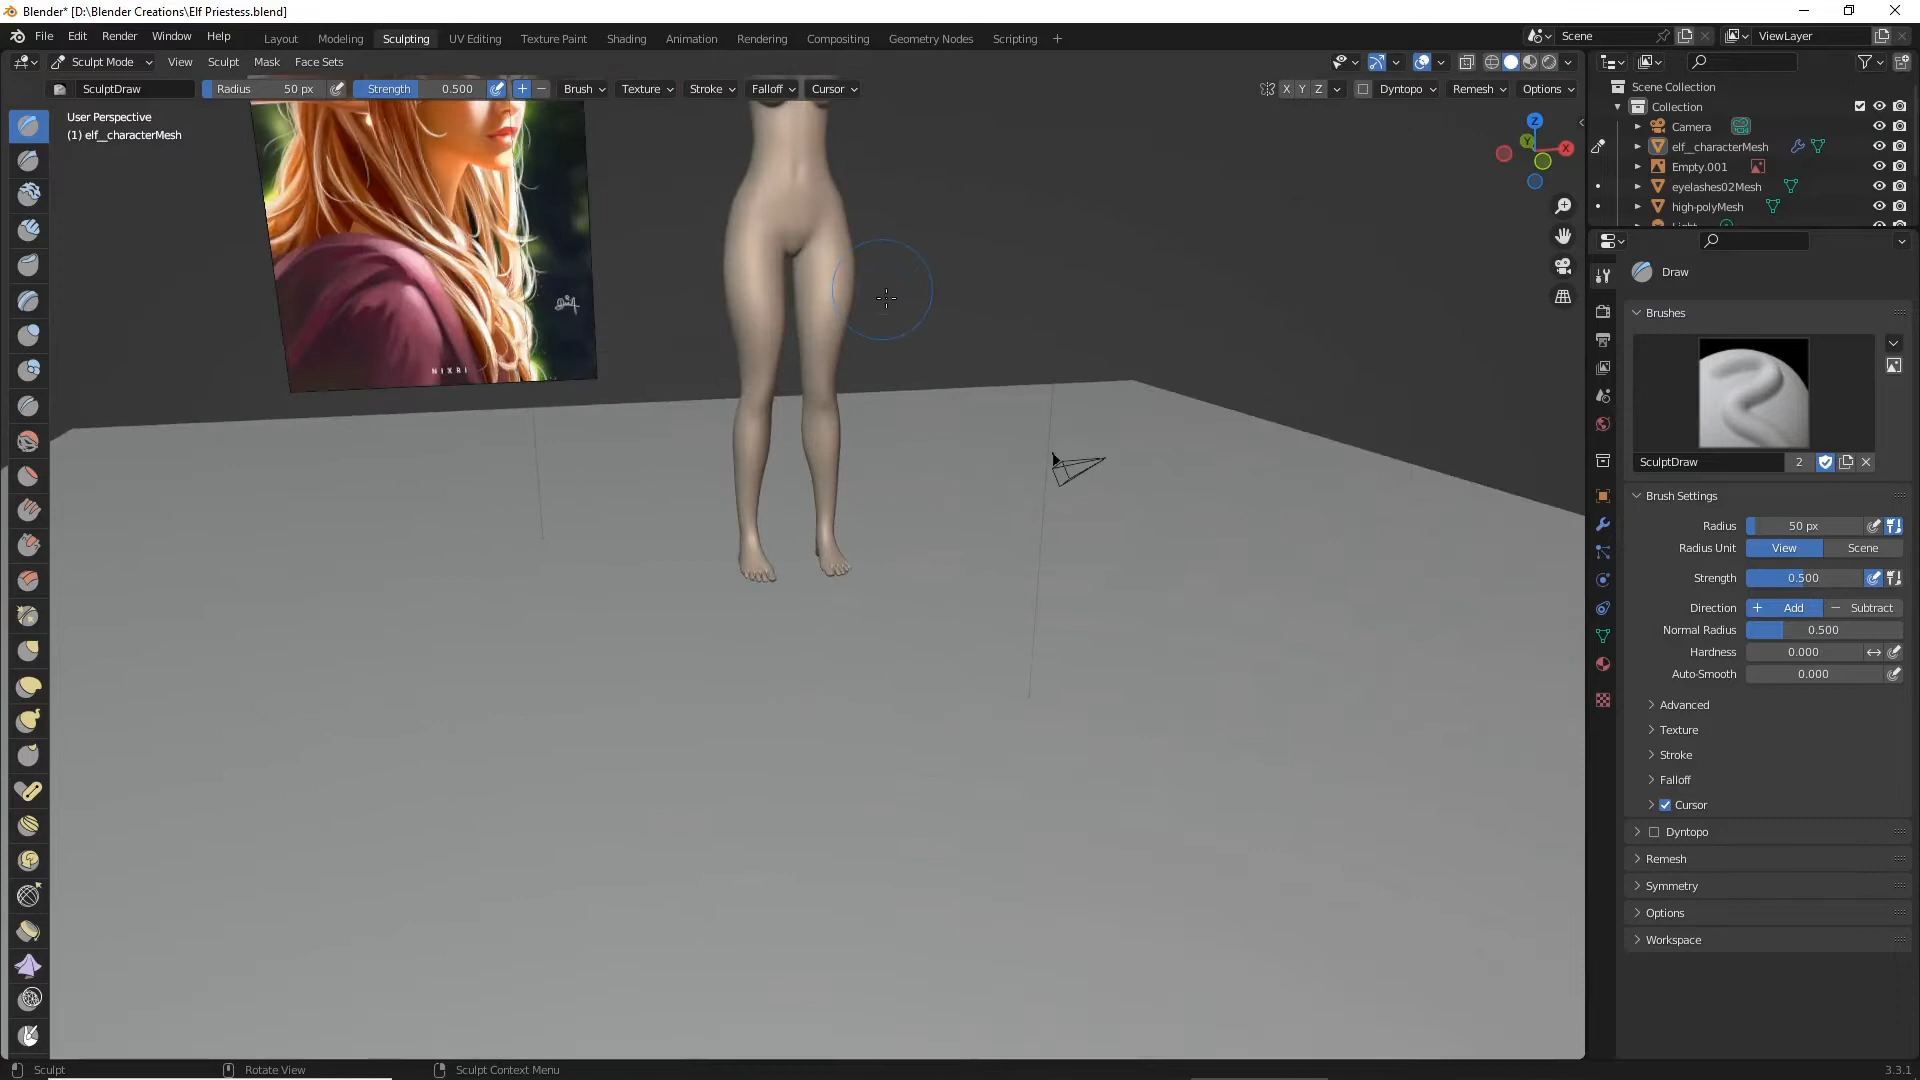 Blender* [D:\Blender Creations\Elf Priestess.blend]
File Edit Render Window Help Layout Modeling Sculpting UV Editing Texture Paint Shading Animation Rendering Compositing Geometry Nodes Scripting + Scene ViewLayer
Sculpt Mode View Sculpt Mask Face Sets
SculptDraw Radius 50 px Strength 0.500 Brush Texture Stroke Falloff Cursor X Y Z Dyntopo Remesh Options
User Perspective
(1) elf__characterMesh
Z
Y
X
NIXRI
Scene Collection
Collection
Camera
elf__characterMesh
Empty.001
eyelashes02Mesh
high-polyMesh
Light
Draw
Brushes
SculptDraw 2
Brush Settings
Radius 50 px
Radius Unit View Scene
Strength 0.500
Direction + Add − Subtract
Normal Radius 0.500
Hardness 0.000
Auto-Smooth 0.000
Advanced
Texture
Stroke
Falloff
Cursor
Dyntopo
Remesh
Symmetry
Options
Workspace
Sculpt Rotate View Sculpt Context Menu 3.3.1